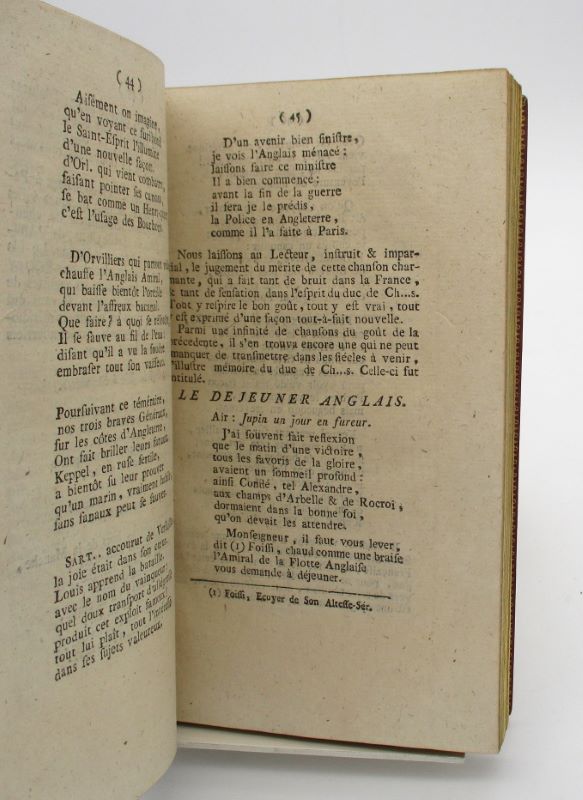 (44)
Aisément on imagine,
qu'en voyant ce
le Saint-Esprit l'illumine
d'une nouvelle façon.
d'Orl. qui vient combattre,
faisant pointer ses canons,
se bat comme un Henri-quatre
c'est l'usage des Bourbons.
D'Orvilliers qui partout
chauffe l'Anglais Amiral,
qui baisse bientôt l'oreille
devant l'affreux bacanal.
Que faire? à quoi se résoudre
Il se sauve au fil de l'eau;
disant qu'il a vu la foudre
embraser tout son vaisseau.
Poursuivant ce téméraire,
nos trois braves Généraux,
sur les côtes d'Angleterre,
Ont fait briller leurs fanaux.
Keppel, en ruse fertile,
a bientôt su leur prouver
qu'un marin, vraiment habile,
sans fanaux peut se sauver.
SART.. accourut de
la joie était dans son cœur.
Louis apprend la bataille
avec le nom du vainqueur.
quel doux transport d'allégresse
produit cet exploit fameux!
tout lui plaît, tout l'intéresse
dans ses sujets valeureux.
(45)
D'un avenir bien sinistre,
je vois l'Anglais menacé:
laissons faire ce ministre
Il a bien commencé:
avant la fin de la guerre
il fera je le prédis,
la Police en Angleterre,
comme il l'a faite à Paris.
Nous laissons au Lecteur, instruit & impar-
tial, le jugement du mérite de cette chanson char-
mante, qui a fait tant de bruit dans la France,
& tant de sensation dans l'esprit du duc de Ch...s.
Tout y respire le bon goût, tout y est vrai, tout
y est exprimé d'une façon tout-à-fait nouvelle.
Parmi une infinité de chansons du goût de la
précédente, il s'en trouva encore une qui ne peut
manquer de transmettre dans les siécles à venir,
l'illustre mémoire du duc de Ch...s. Celle-ci fut
intitulé.
LE DEJEUNER ANGLAIS.
Air: Jupin un jour en fureur.
J'ai souvent fait reflexion
que le matin d'une victoire,
tous les favoris de la gloire,
avaient un sommeil profond:
ainsi Condé, tel Alexandre,
aux champs d'Arbelle & de Rocroi;
dormaient dans la bonne foi,
qu'on devait les attendre.
Monseigneur, il faut vous lever,
dit (1) Foissi, chaud comme une braise
l'Amiral de la Flotte Anglaise
vous demande à déjeuner.
(1) Foissi, Ecuyer de Son Altesse-Sér.